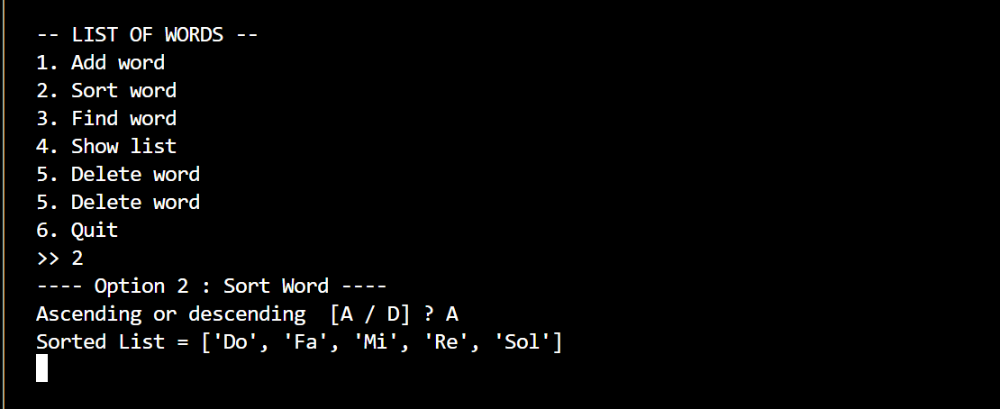 -- LIST OF WORDS --
1. Add word
2. Sort word
3. Find word
4. Show list
5. Delete word
5. Delete word
6. Quit
>> 2
---- Option 2 : Sort Word ----
Ascending or descending  [A / D] ? A
Sorted List = ['Do', 'Fa', 'Mi', 'Re', 'Sol']